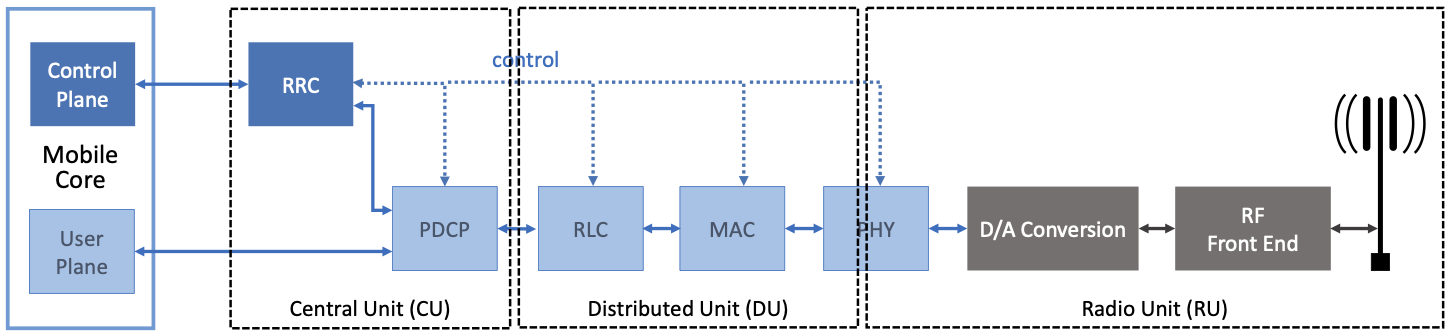 Control
Plane
Mobile
Core
User
Plane
RRC
control
PDCP
Central Unit (CU)
RLC
MAC
Distributed Unit (DU)
PHY
D/A Conversion
RF
Front End
Radio Unit (RU)